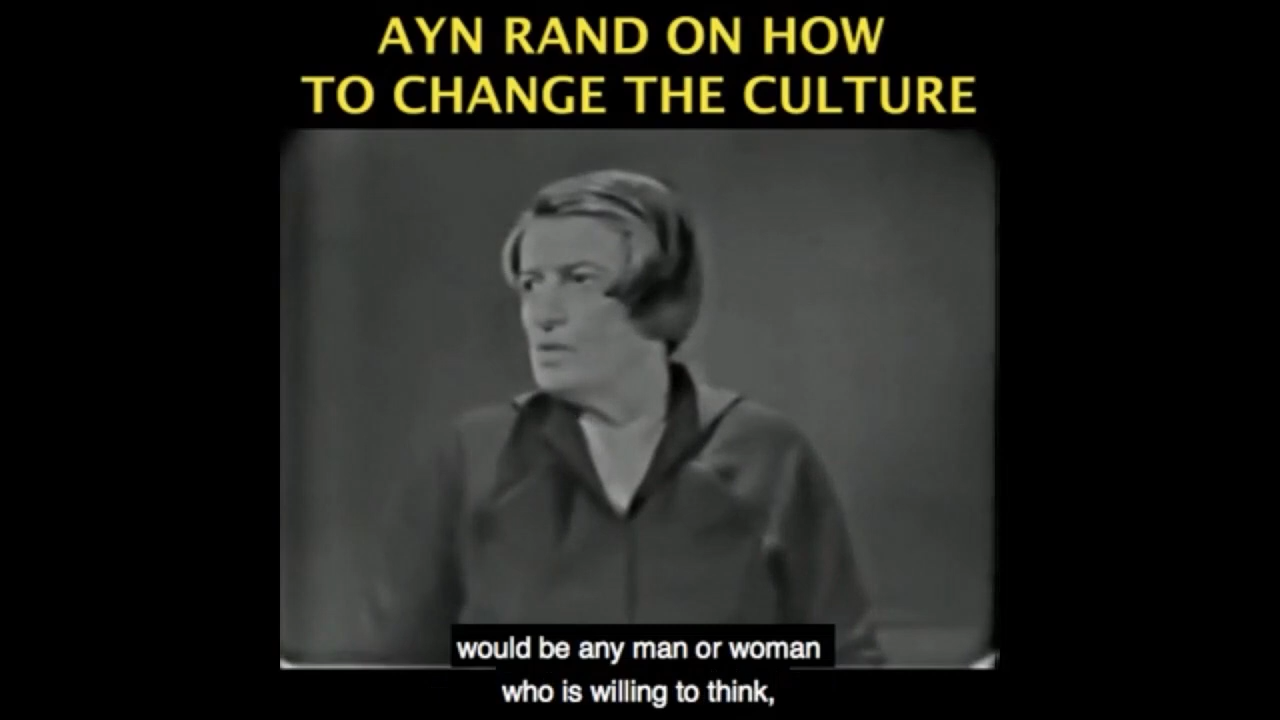 AYN RAND ON HOW
TO CHANGE THE CULTURE
would be any man or woman
who is willing to think,